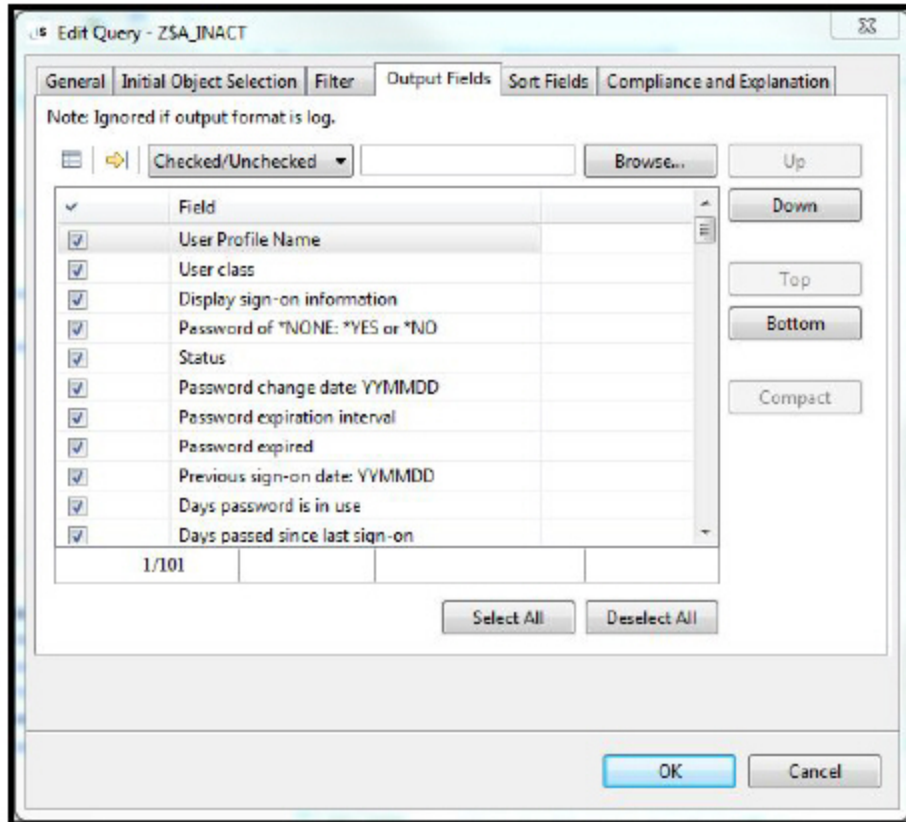 iS Edit Query - Z$A_INACT
General Initial Object Selection Filter Output Fields Sort Fields Compliance and Explanation
Note: Ignored if output format is log.
Checked/Unchecked Browse... Up
Field Down
User Profile Name
User class
Display sign-on information Top
Password of *NONE: *YES or *NO Bottom
Status
Password change date: YYMMDD Compact
Password expiration interval
Password expired
Previous sign-on date: YYMMDD
Days password is in use
Days passed since last sign-on
1/101
Select All Deselect All
OK Cancel